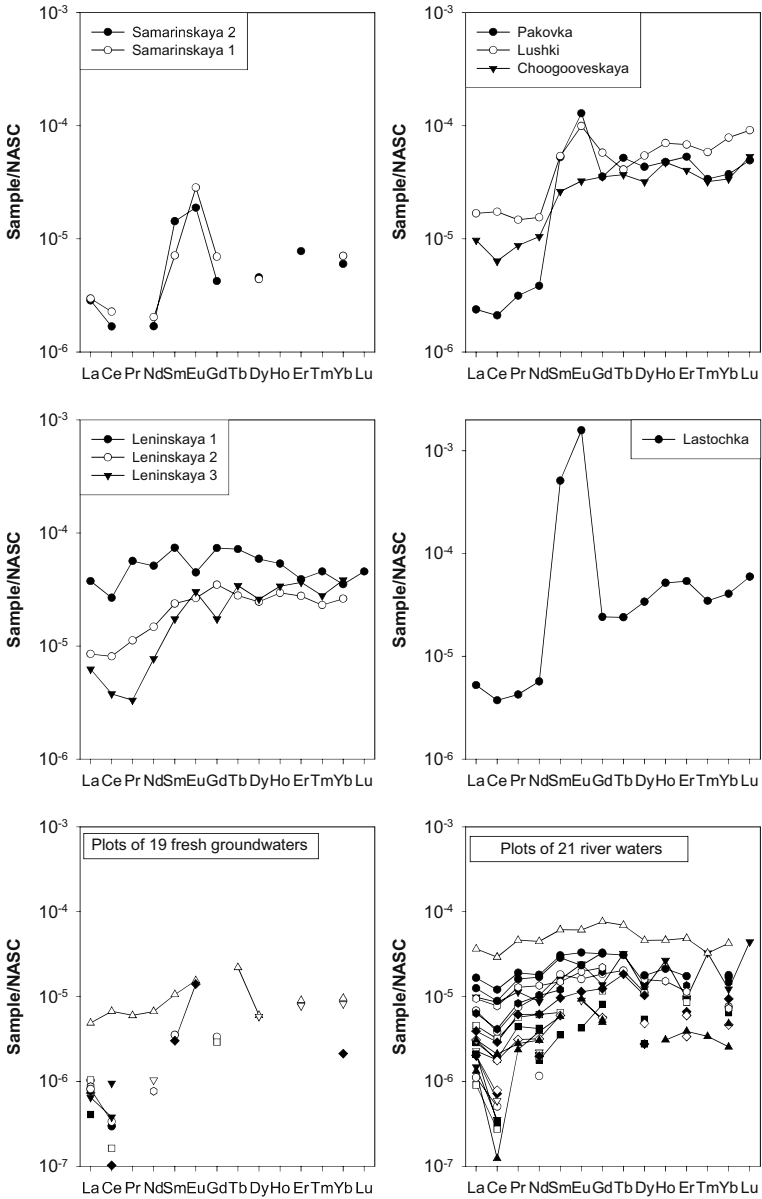 10-3
Samarinskaya 2
Samarinskaya 1
10-4
Sample/NASC
10-5
10-6
La Ce Pr Nd Sm Eu Gd Tb Dy Ho Er Tm Yb Lu
10-3
Pakovka
Lushki
Choogooveskaya
10-4
Sample/NASC
10-5
10-6
La Ce Pr Nd Sm Eu Gd Tb Dy Ho Er Tm Yb Lu
10-3
Leninskaya 1
Leninskaya 2
Leninskaya 3
10-4
Sample/NASC
10-5
10-6
La Ce Pr Nd Sm Eu Gd Tb Dy Ho Er Tm Yb Lu
Lastochka
10-3
10-4
Sample/NASC
10-5
10-6
La Ce Pr Nd Sm Eu Gd Tb Dy Ho Er Tm Yb Lu
10-3
Plots of 19 fresh groundwaters
10-4
Sample/NASC
10-5
10-6
10-7
La Ce Pr Nd Sm Eu Gd Tb Dy Ho Er Tm Yb Lu
10-3
Plots of 21 river waters
10-4
Sample/NASC
10-5
10-6
10-7
La Ce Pr Nd Sm Eu Gd Tb Dy Ho Er Tm Yb Lu